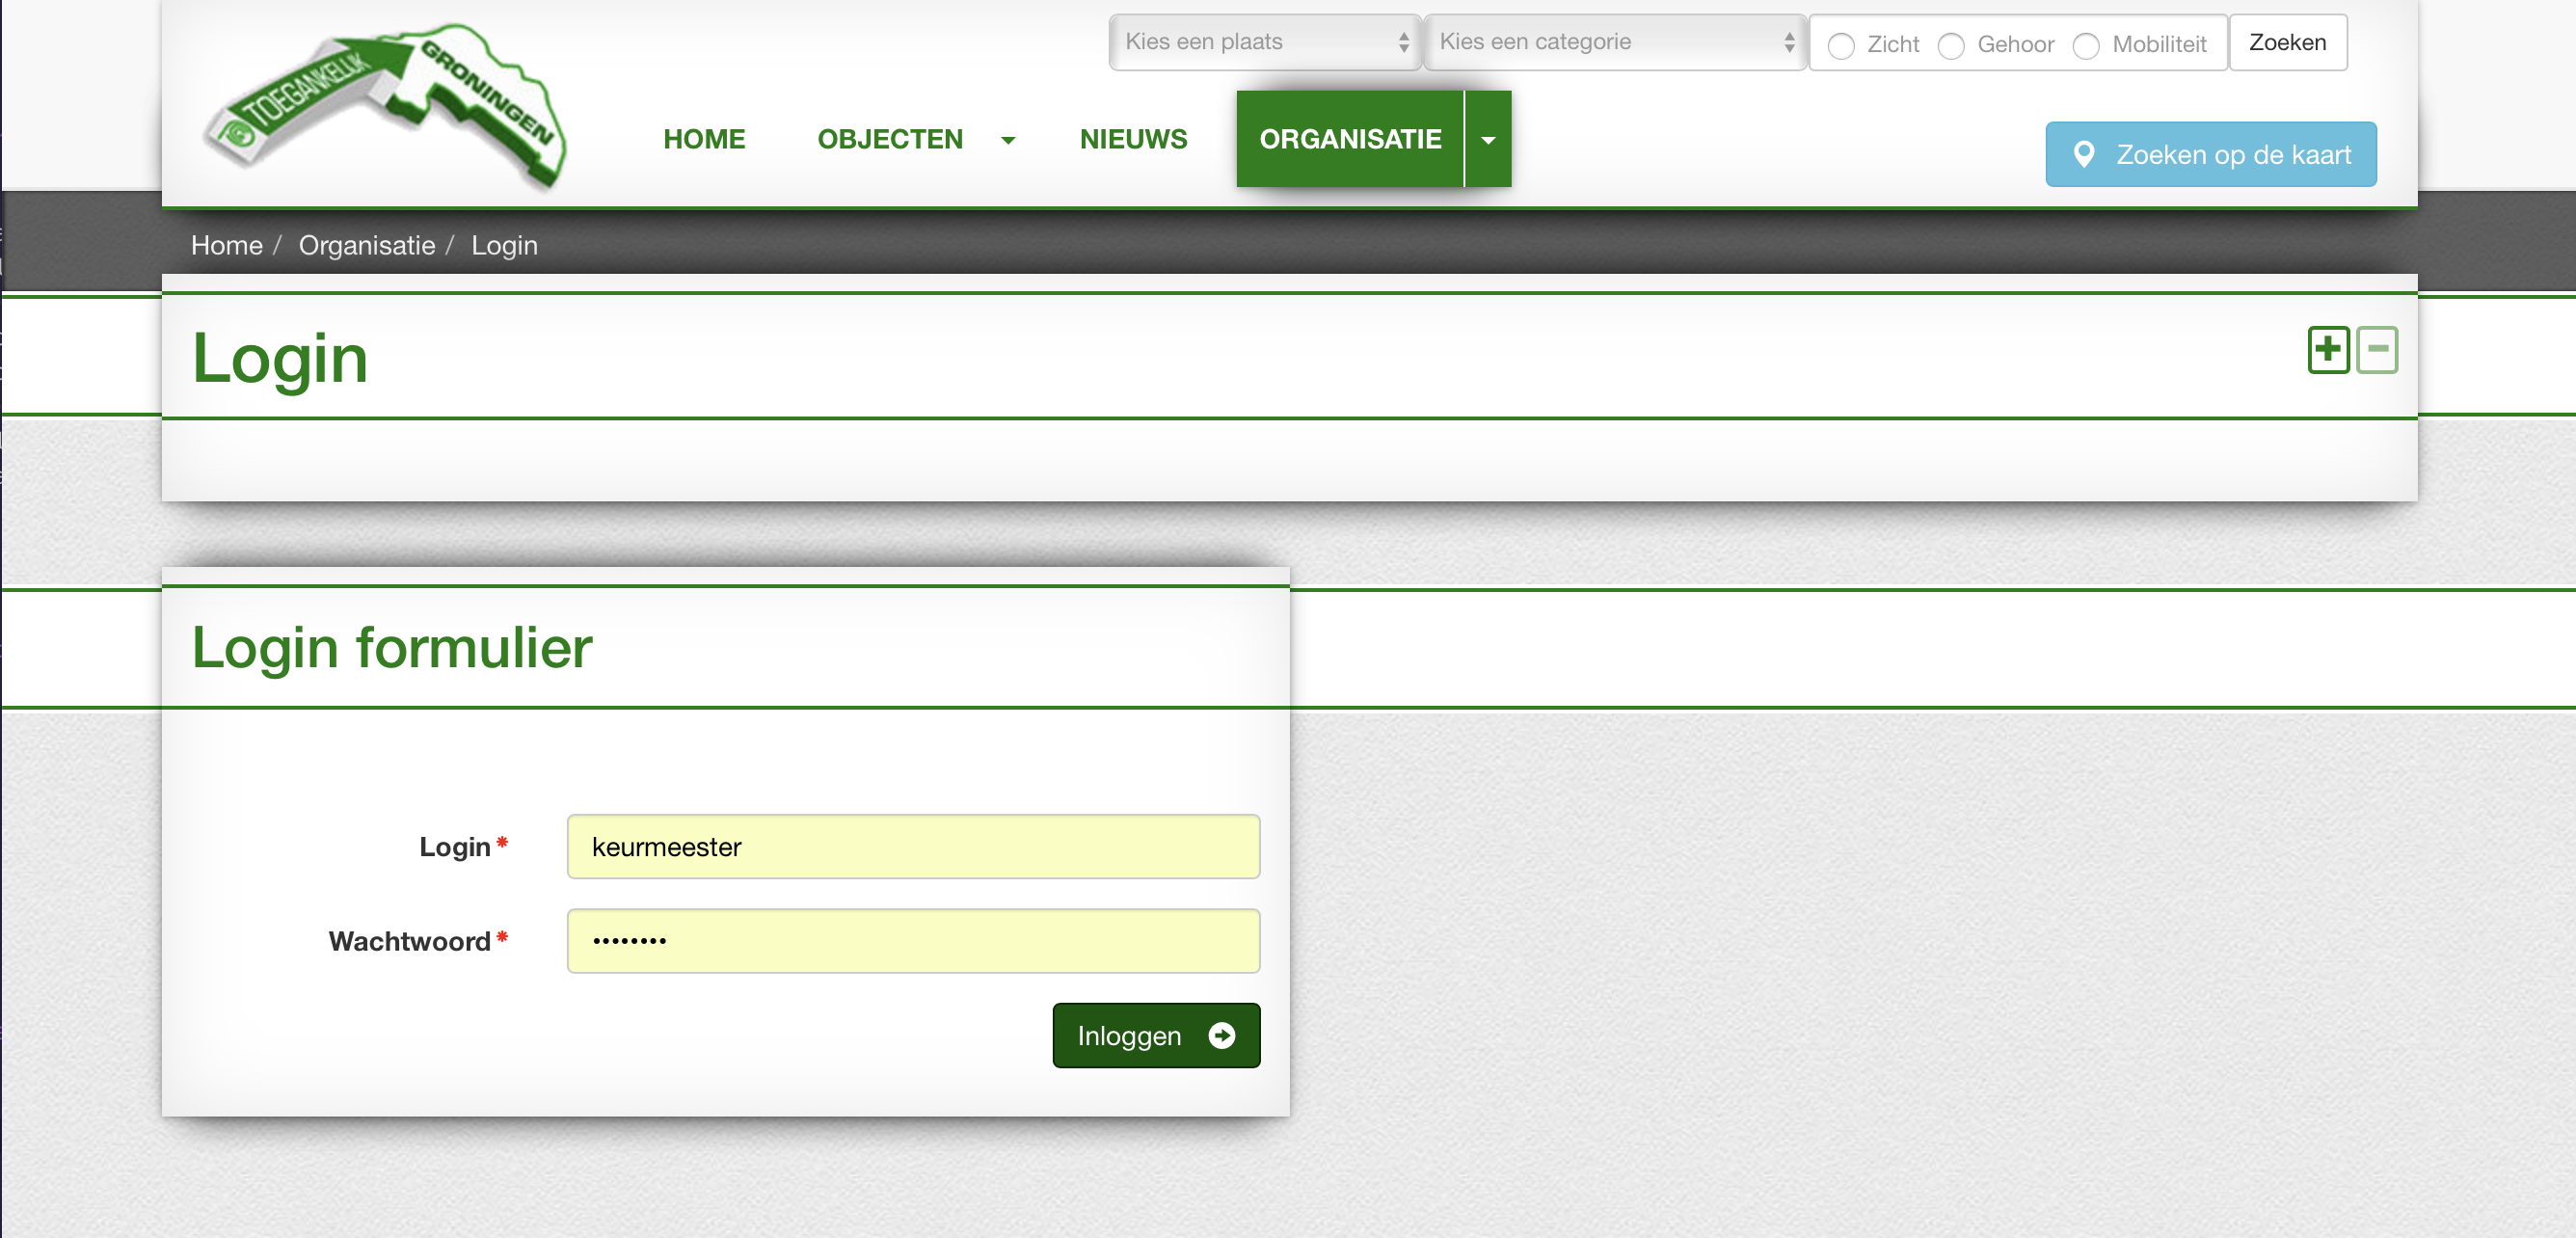 TOEGANKELIJK GRONINGEN
Kies een plaats
Kies een categorie
Zicht
Gehoor
Mobiliteit
Zoeken
HOME
OBJECTEN
NIEUWS
ORGANISATIE
Zoeken op de kaart
Home / Organisatie / Login
Login
Login formulier
Login *
keurmeester
Wachtwoord *
••••••••
Inloggen